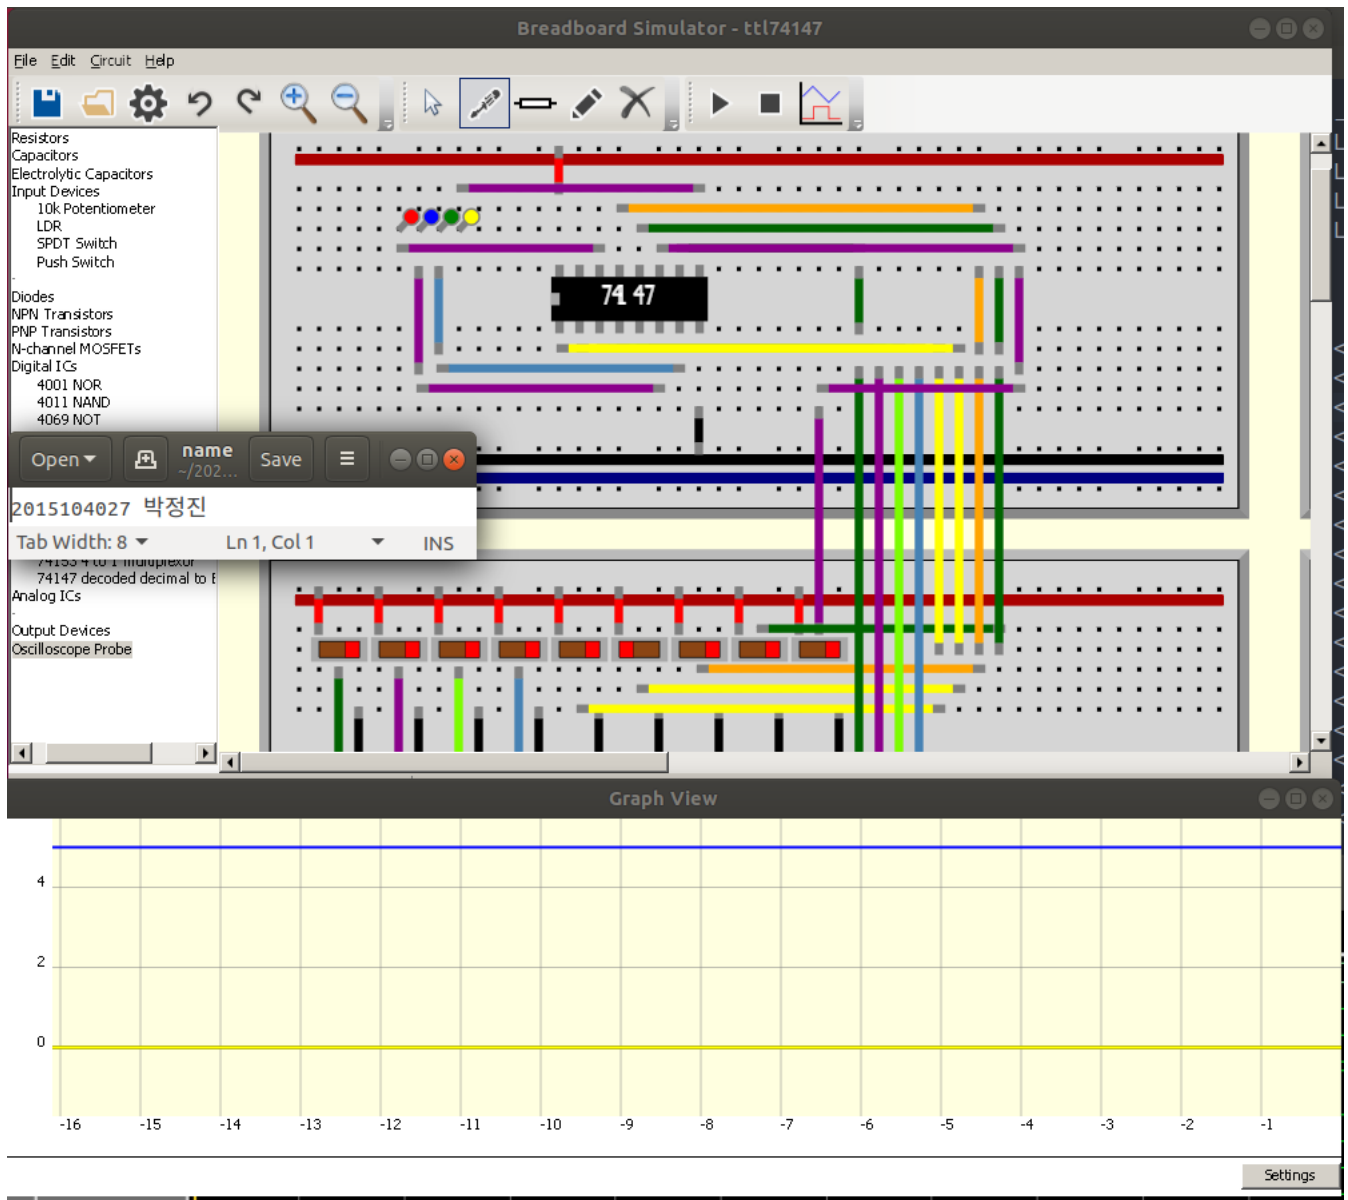 Breadboard Simulator - ttl74147
File Edit Circuit Help
Resistors
Capacitors
Electrolytic Capacitors
Input Devices
10k Potentiometer
LDR
SPDT Switch
Push Switch
Diodes
NPN Transistors
PNP Transistors
N-channel MOSFETs
Digital ICs
4001 NOR
4011 NAND
4069 NOT
74147 decoded decimal to
Analog ICs
Output Devices
Oscilloscope Probe
Open
name
~/202...
Save
2015104027 박정진
Tab Width: 8
Ln 1, Col 1
INS
Graph View
4
2
0
-16 -15 -14 -13 -12 -11 -10 -9 -8 -7 -6 -5 -4 -3 -2 -1
Settings